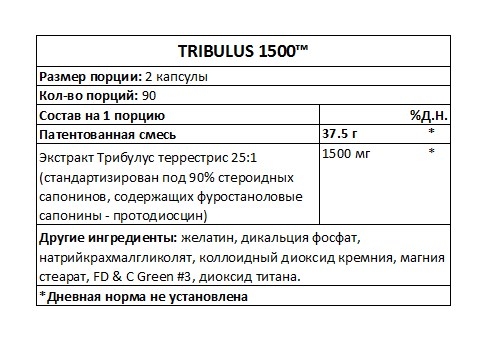 TRIBULUS 1500™
Размер порции: 2 капсулы
Кол-во порций: 90
Состав на 1 порцию %Д.Н.
Патентованная смесь 37.5 г *
Экстракт Трибулус террестрис 25:1 1500 мг *
(стандартизирован под 90% стероидных
сапонинов, содержащих фуростаноловые
сапонины - протодиосцин)
Другие ингредиенты: желатин, дикальция фосфат,
натрийкрахмалгликолят, коллоидный диоксид кремния, магния
стеарат, FD & C Green #3, диоксид титана.
*Дневная норма не установлена